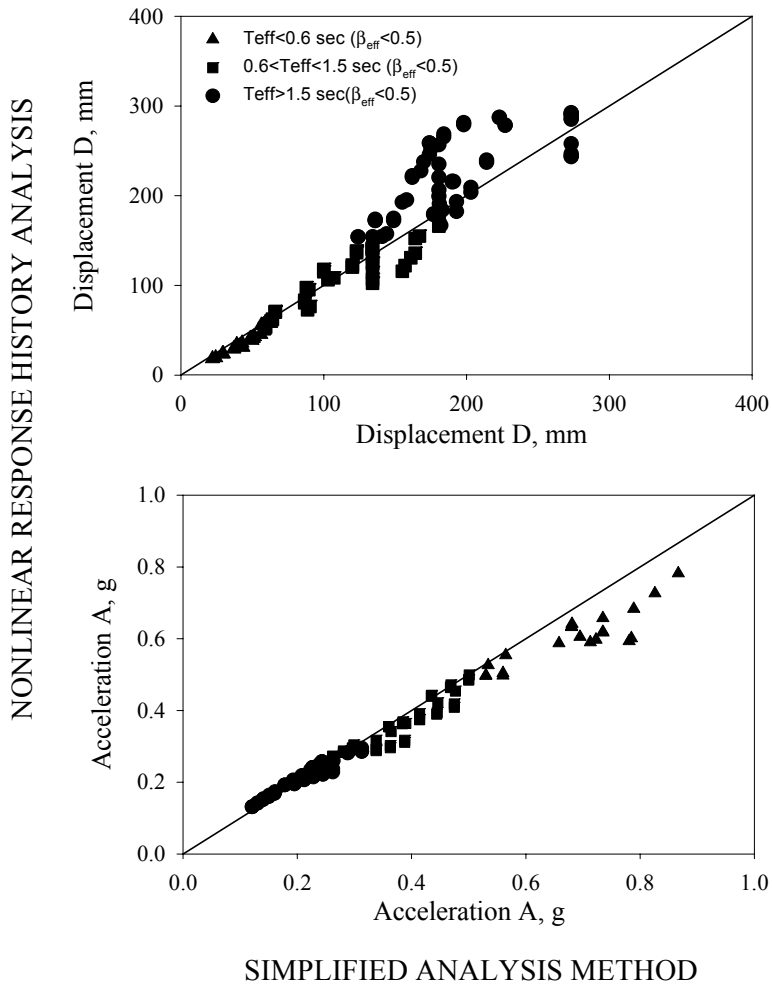 NONLINEAR RESPONSE HISTORY ANALYSIS
Displacement D, mm
400
300
200
100
0
Teff<0.6 sec (βeff<0.5)
0.6<Teff<1.5 sec (βeff<0.5)
Teff>1.5 sec(βeff<0.5)
0 100 200 300 400
Displacement D, mm
Acceleration A, g
1.0
0.8
0.6
0.4
0.2
0.0
0.0 0.2 0.4 0.6 0.8 1.0
Acceleration A, g
SIMPLIFIED ANALYSIS METHOD